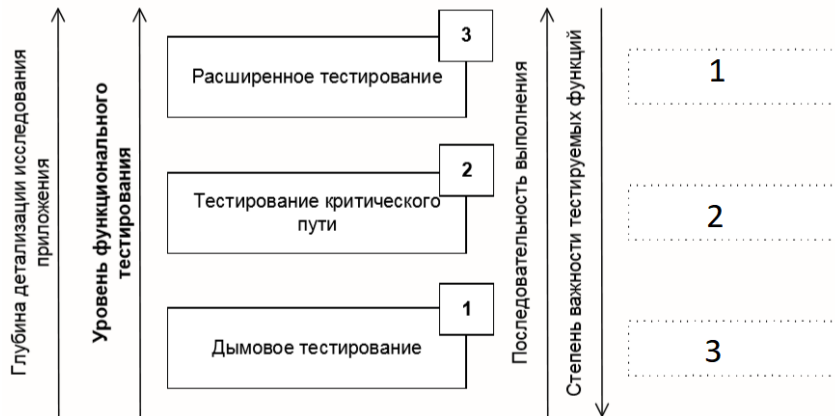 Глубина детализации исследования
приложения
Уровень функционального
тестирования
3
Расширенное тестирование
2
Тестирование критического
пути
1
Дымовое тестирование
Последовательность выполнения
Степень важности тестируемых функций
1
2
3